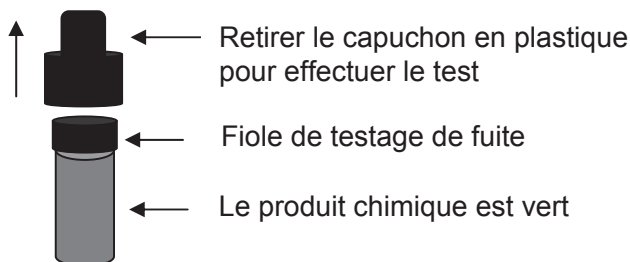 Retirer le capuchon en plastique
pour effectuer le test
Fiole de testage de fuite
Le produit chimique est vert